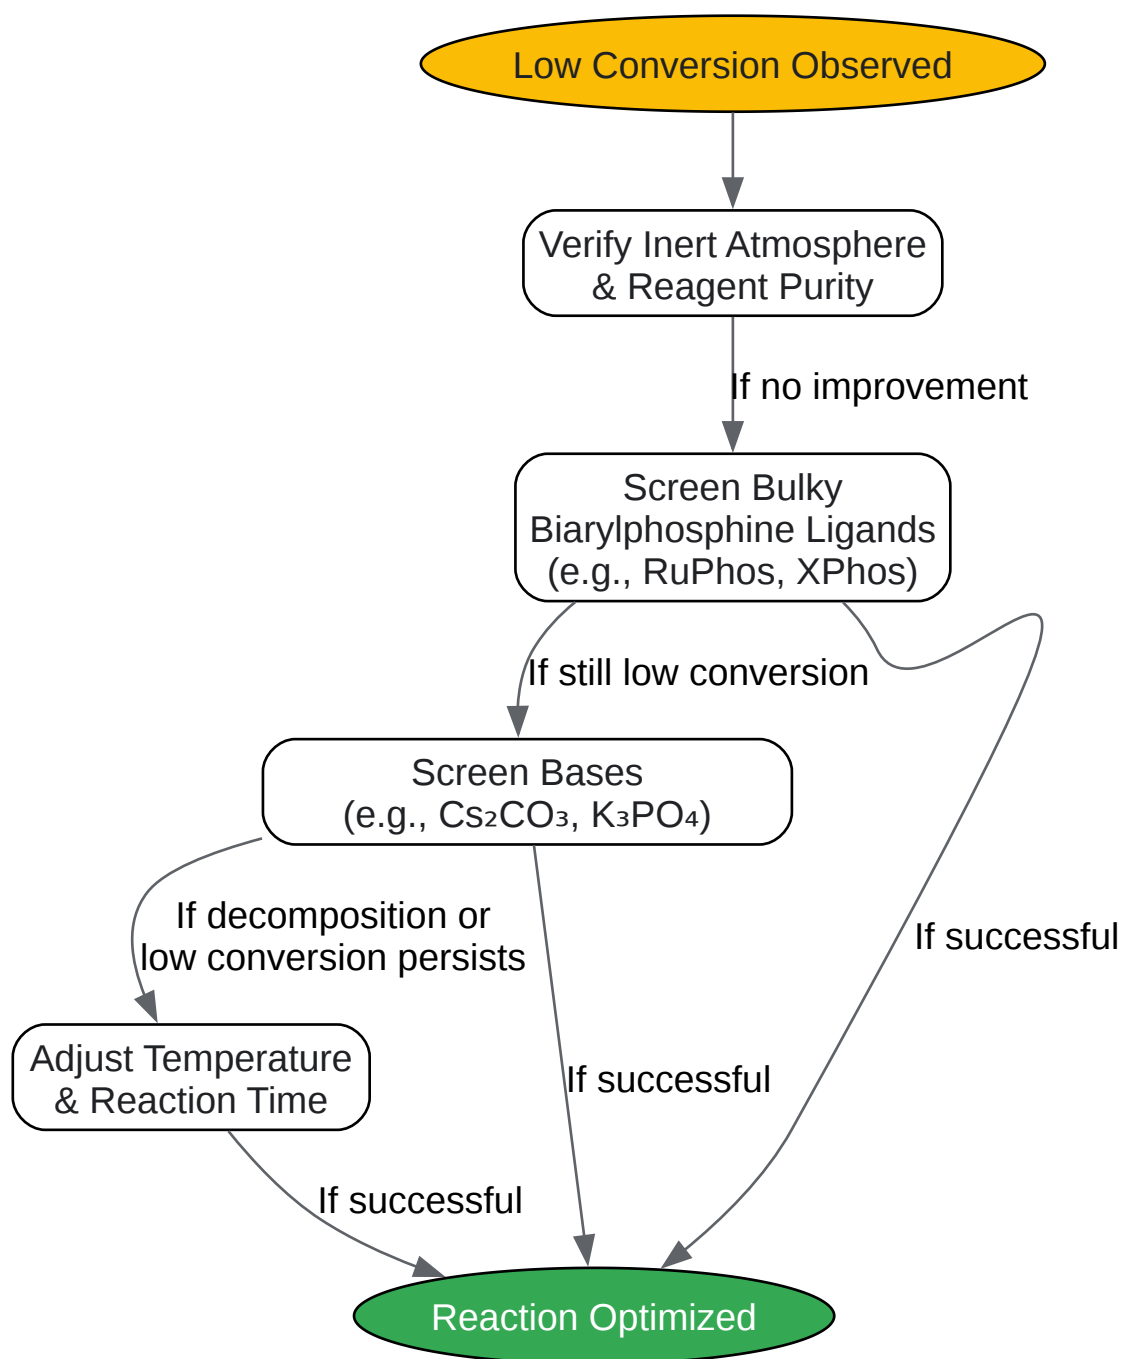 Low Conversion Observed
Verify Inert Atmosphere
& Reagent Purity
If no improvement
Screen Bulky
Biarylphosphine Ligands
(e.g., RuPhos, XPhos)
If still low conversion
Screen Bases
(e.g., Cs₂CO₃, K₃PO₄)
If decomposition or
low conversion persists
If successful
Adjust Temperature
& Reaction Time
If successful
If successful
Reaction Optimized